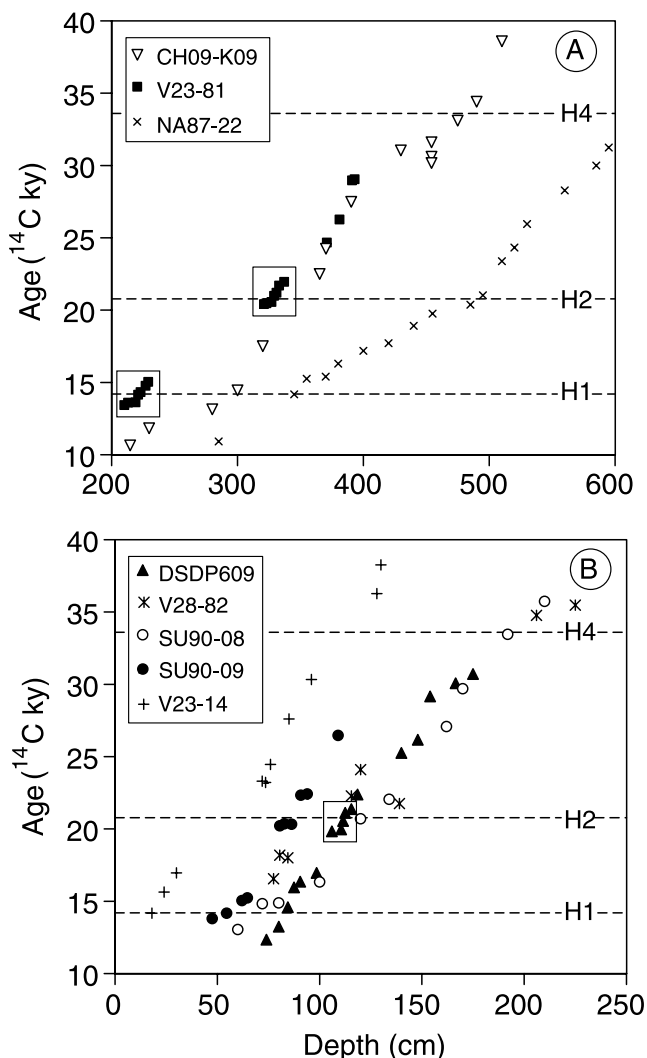 A
▽ CH09-K09
■ V23-81
× NA87-22
Age (¹⁴C ky)
40
35
30
25
20
15
10
H4
H2
H1
200 300 400 500 600
B
▲ DSDP609
✳ V28-82
○ SU90-08
● SU90-09
+ V23-14
Age (¹⁴C ky)
40
35
30
25
20
15
10
H4
H2
H1
0 50 100 150 200 250
Depth (cm)